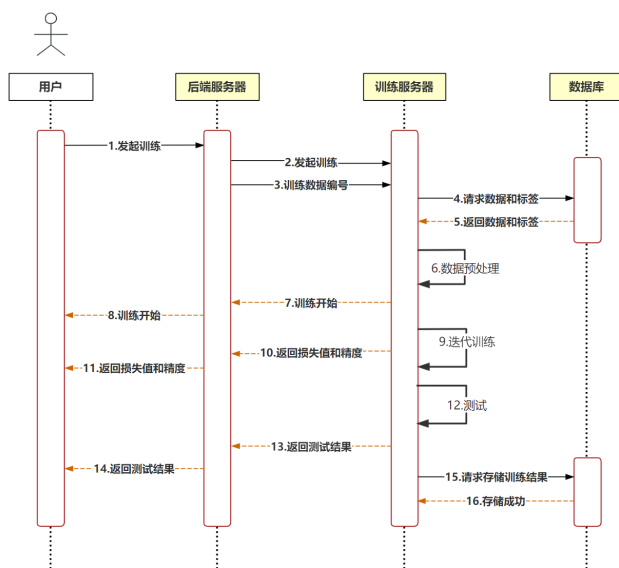 用户
后端服务器
训练服务器
数据库
1.发起训练
2.发起训练
3.训练数据编号
4.请求数据和标签
5.返回数据和标签
6.数据预处理
7.训练开始
8.训练开始
9.迭代训练
10.返回损失值和精度
11.返回损失值和精度
12.测试
13.返回测试结果
14.返回测试结果
15.请求存储训练结果
16.存储成功